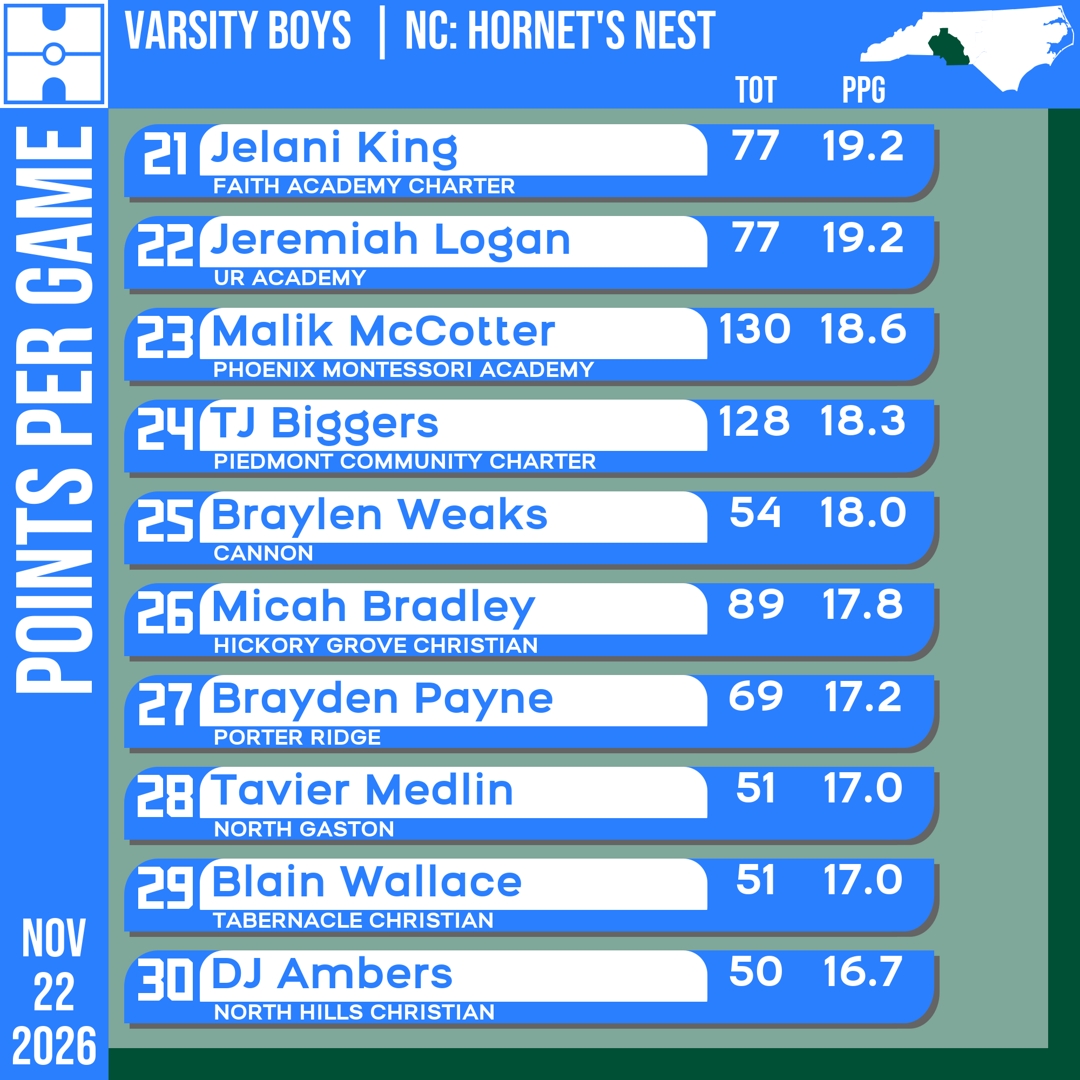 VARSITY BOYS | NC: HORNET'S NEST
TOT PPG
POINTS PER GAME
21 Jelani King 77 19.2
FAITH ACADEMY CHARTER
22 Jeremiah Logan 77 19.2
UR ACADEMY
23 Malik McCotter 130 18.6
PHOENIX MONTESSORI ACADEMY
24 TJ Biggers 128 18.3
PIEDMONT COMMUNITY CHARTER
25 Braylen Weaks 54 18.0
CANNON
26 Micah Bradley 89 17.8
HICKORY GROVE CHRISTIAN
27 Brayden Payne 69 17.2
PORTER RIDGE
28 Tavier Medlin 51 17.0
NORTH GASTON
29 Blain Wallace 51 17.0
TABERNACLE CHRISTIAN
30 DJ Ambers 50 16.7
NORTH HILLS CHRISTIAN
NOV
22
2026